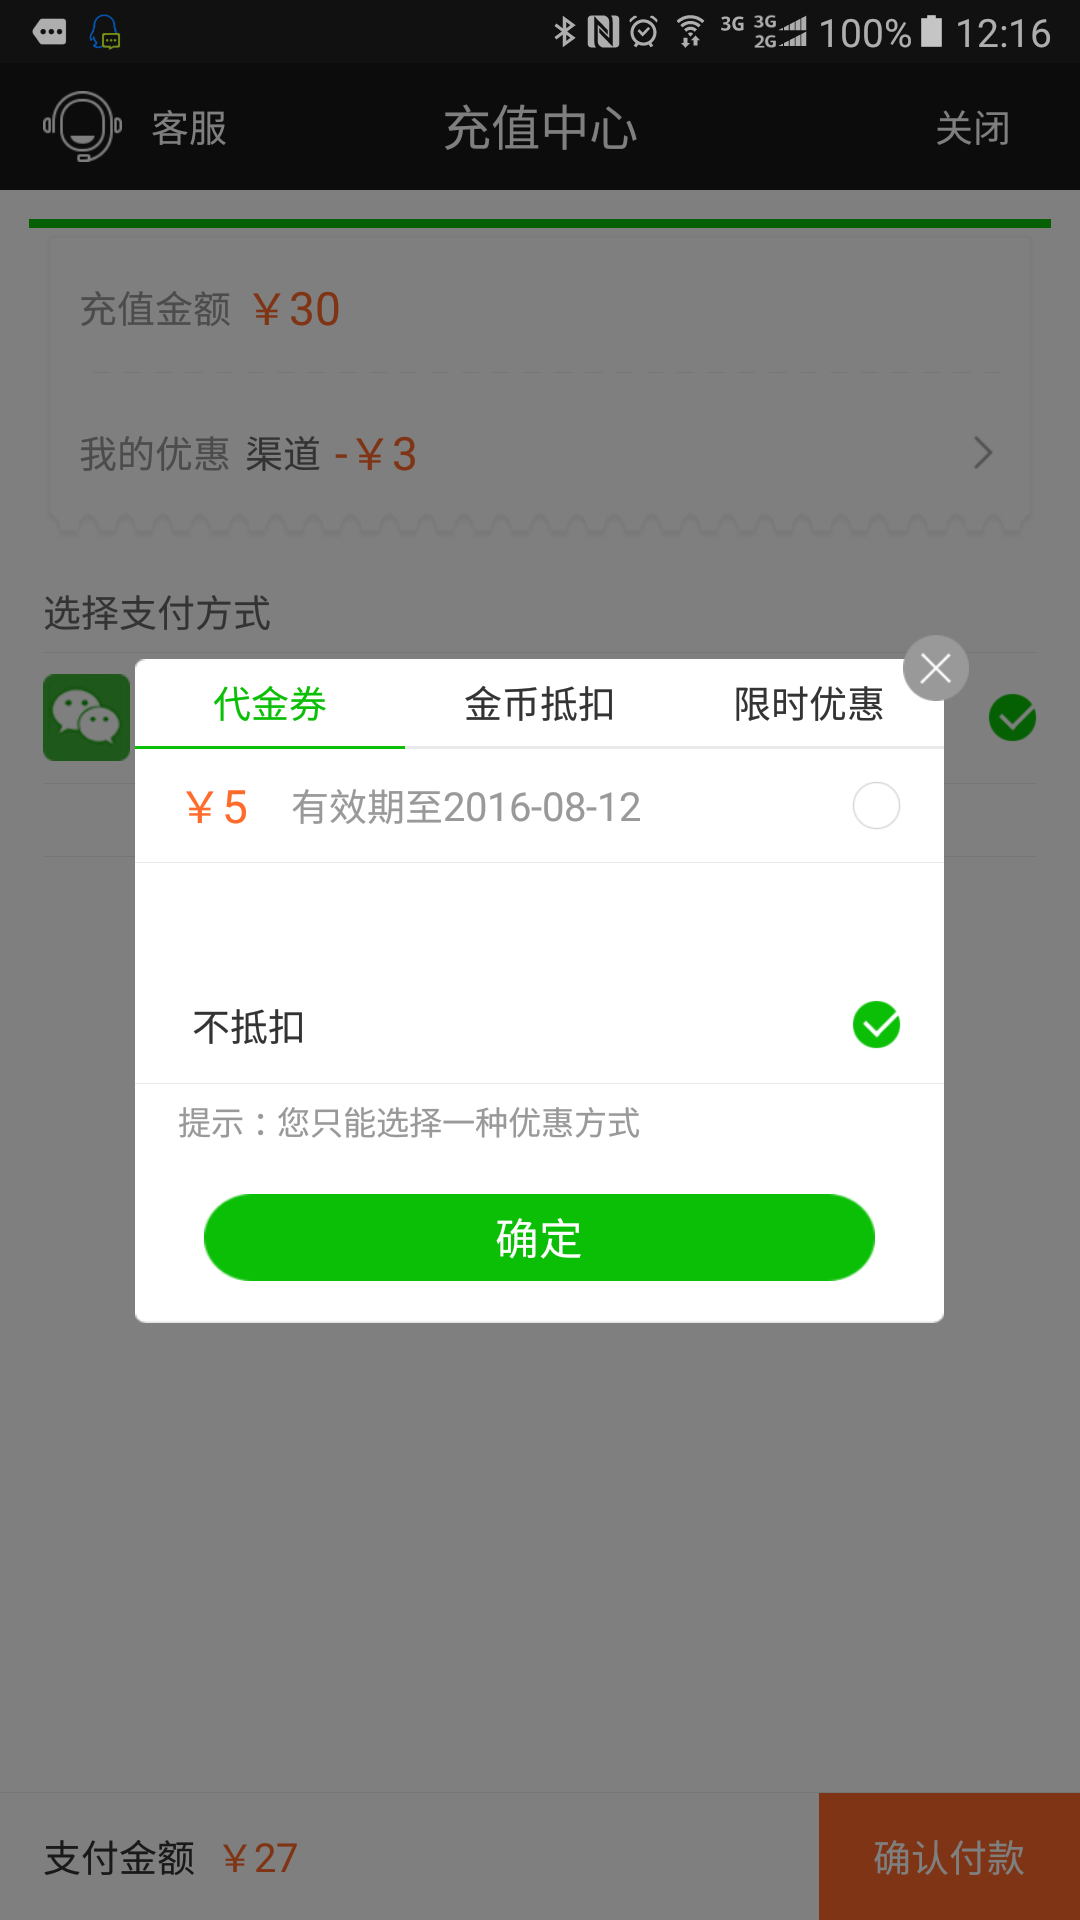 3G 3G 2G 100% 12:16
客服 充值中心 关闭
充值金额 ￥30
我的优惠 渠道 -￥3
选择支付方式
代金券 金币抵扣 限时优惠
￥5 有效期至2016-08-12
不抵扣
提示：您只能选择一种优惠方式
确定
支付金额 ￥27 确认付款